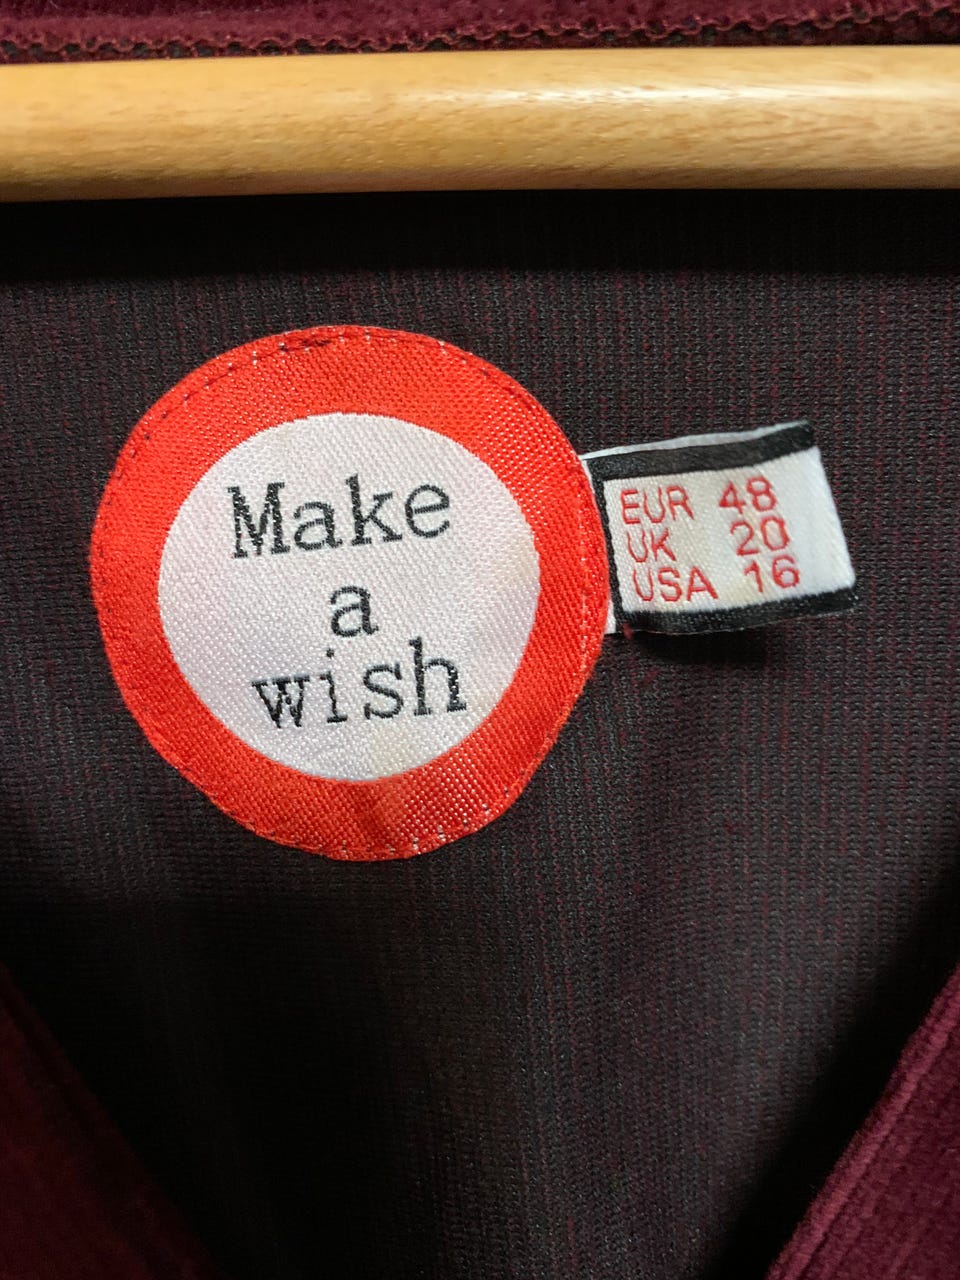 Make
a
wish
EUR 48
UK 20
USA 16